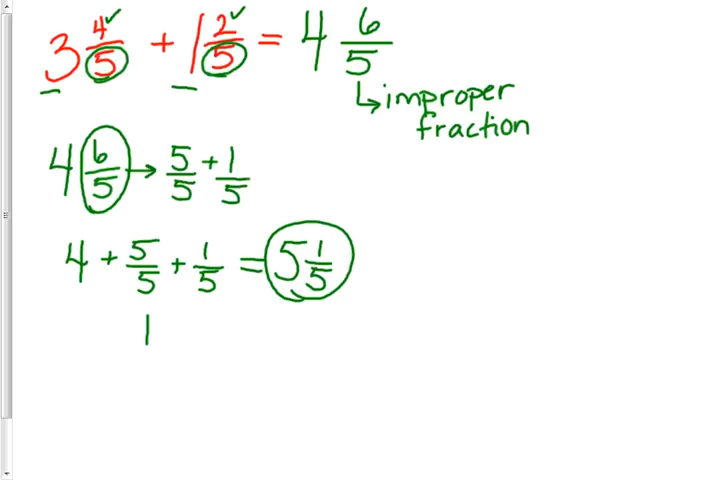 3 4/5 + 1 2/5 = 4 6/5
↳ improper
fraction
4 6/5 → 5/5 + 1/5
4 + 5/5 + 1/5 = 5 1/5
1